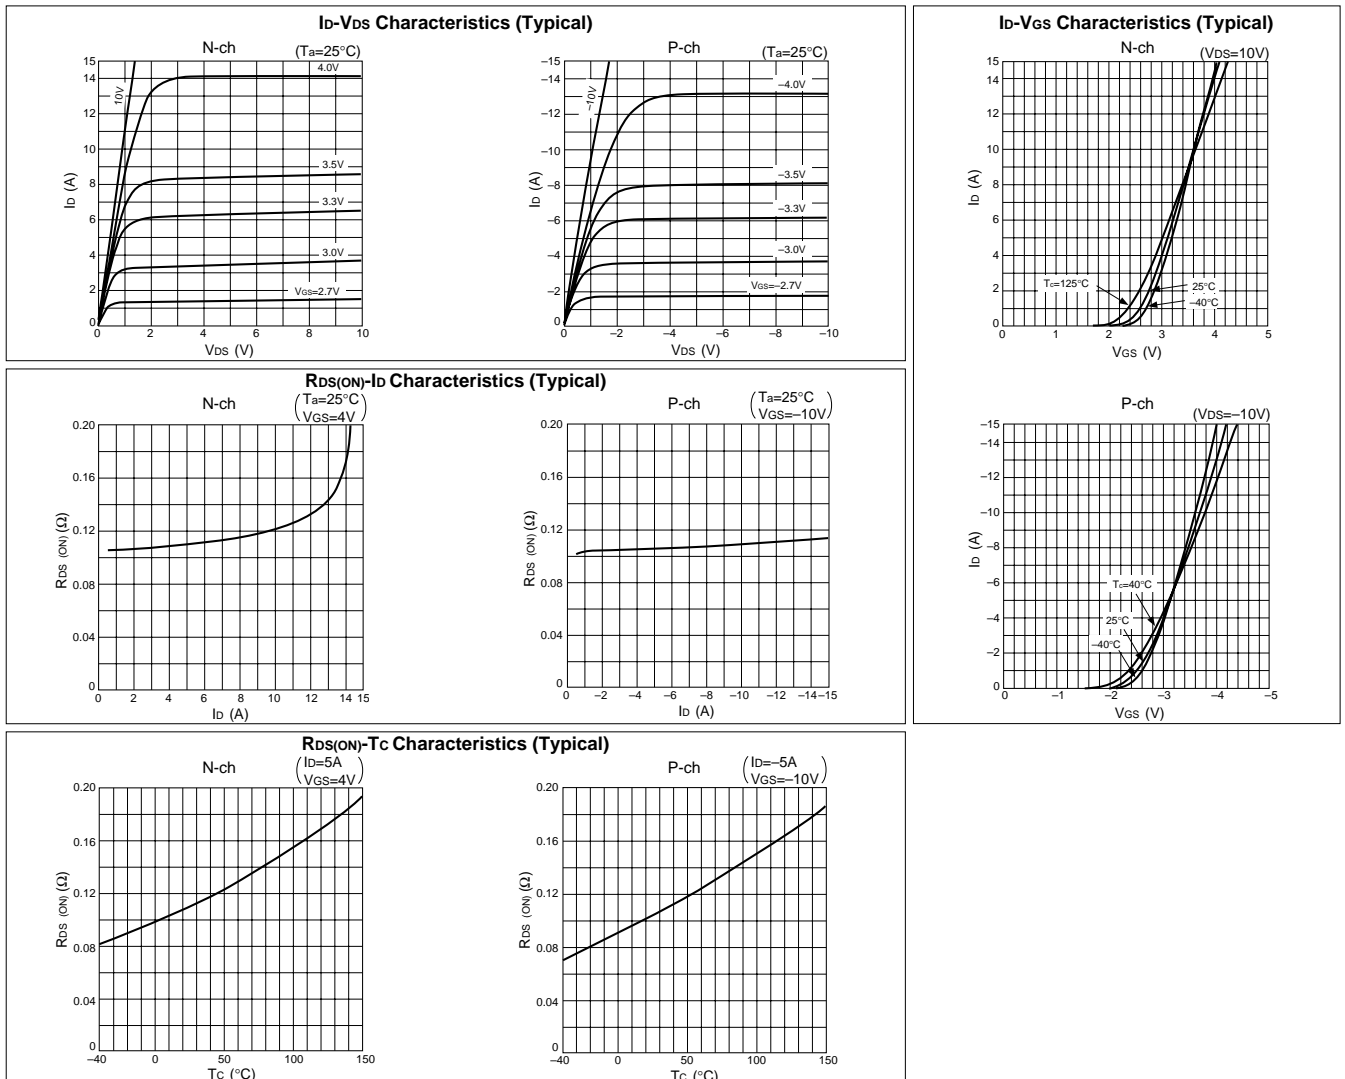 ID-VDS Characteristics (Typical)
N-ch
(Ta=25°C)
15
14
12
10
8
6
4
2
0
ID (A)
10V
4.0V
3.5V
3.3V
3.0V
VGS=2.7V
0 2 4 6 8 10
VDS (V)
P-ch
(Ta=25°C)
–15
–14
–12
–10
–8
–6
–4
–2
0
ID (A)
–10V
–4.0V
–3.5V
–3.3V
–3.0V
VGS=–2.7V
0 –2 –4 –6 –8 –10
VDS (V)
ID-VGS Characteristics (Typical)
N-ch
(VDS=10V)
15
14
12
10
8
6
4
2
0
ID (A)
Tc=125°C
25°C
–40°C
0 1 2 3 4 5
VGS (V)
P-ch
(VDS=–10V)
–15
–14
–12
–10
–8
–6
–4
–2
0
ID (A)
Tc=40°C
25°C
–40°C
0 –1 –2 –3 –4 –5
VGS (V)
RDS(ON)-ID Characteristics (Typical)
N-ch
(Ta=25°C
VGS=4V)
0.20
0.16
0.12
0.08
0.04
0
RDS (ON) (Ω)
0 2 4 6 8 10 12 14 15
ID (A)
P-ch
(Ta=25°C
VGS=–10V)
0.20
0.16
0.12
0.08
0.04
0
RDS (ON) (Ω)
0 –2 –4 –6 –8 –10 –12 –14 –15
ID (A)
RDS(ON)-TC Characteristics (Typical)
N-ch
(ID=5A
VGS=4V)
0.20
0.16
0.12
0.08
0.04
0
RDS (ON) (Ω)
–40 0 50 100 150
TC (°C)
P-ch
(ID=–5A
VGS=–10V)
0.20
0.16
0.12
0.08
0.04
0
RDS (ON) (Ω)
–40 0 50 100 150
TC (°C)